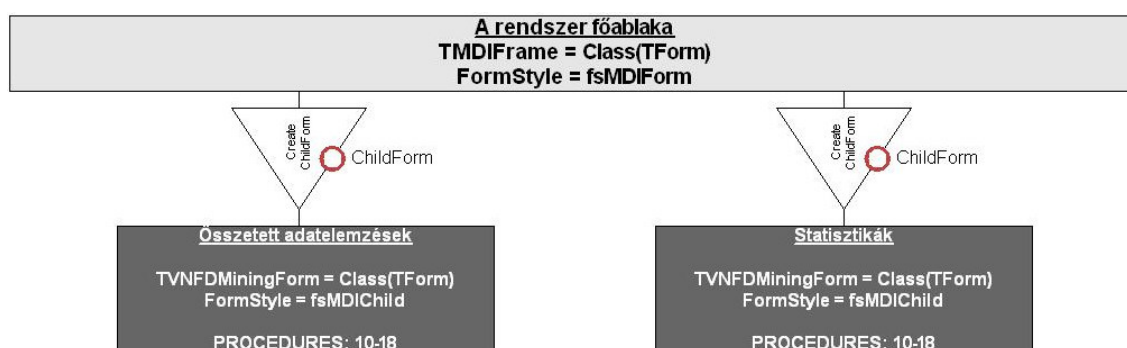 A rendszer főablaka
TMDIFrame = Class(TForm)
FormStyle = fsMDIForm
Create
ChildForm
ChildForm
Create
ChildForm
ChildForm
Összetett adatelemzések
TVNFDMiningForm = Class(TForm)
FormStyle = fsMDIChild
PROCEDURES: 10-18
Statisztikák
TVNFDMiningForm = Class(TForm)
FormStyle = fsMDIChild
PROCEDURES: 10-18